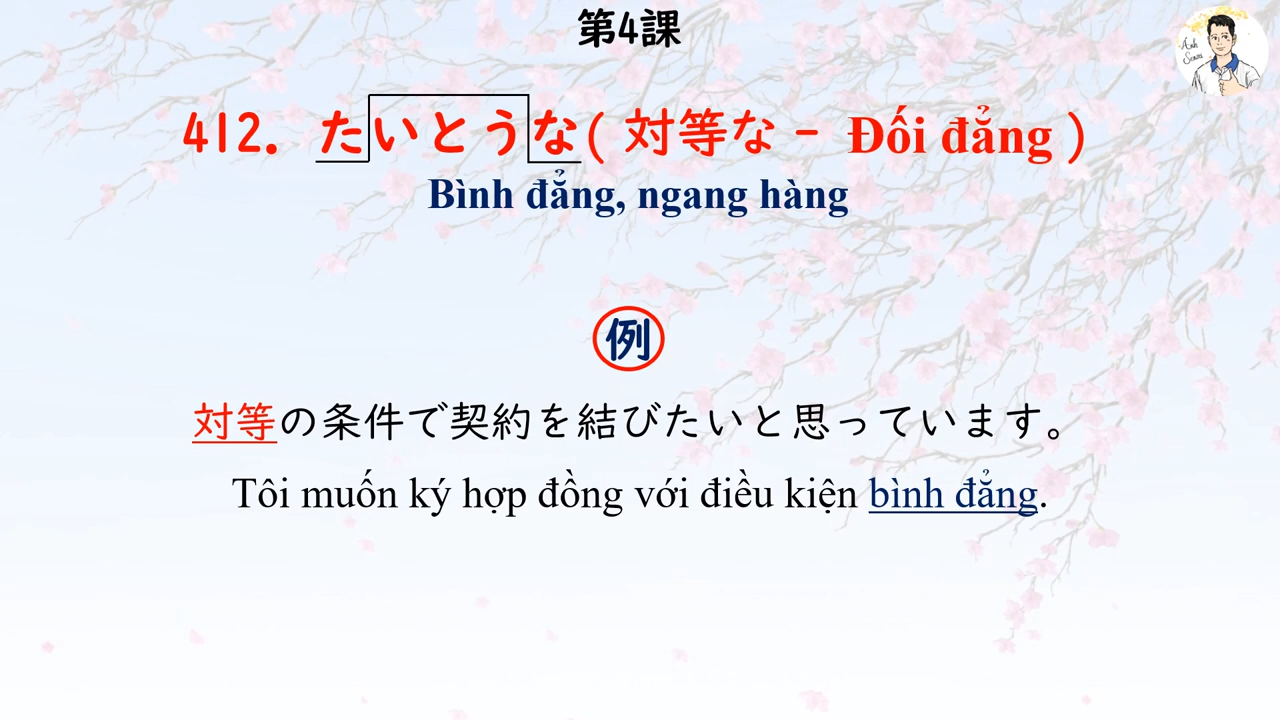 第4課
Anh Sensei
412. たいとうな( 対等な - Đối đẳng )
Bình đẳng, ngang hàng
例
対等の条件で契約を結びたいと思っています。
Tôi muốn ký hợp đồng với điều kiện bình đẳng.